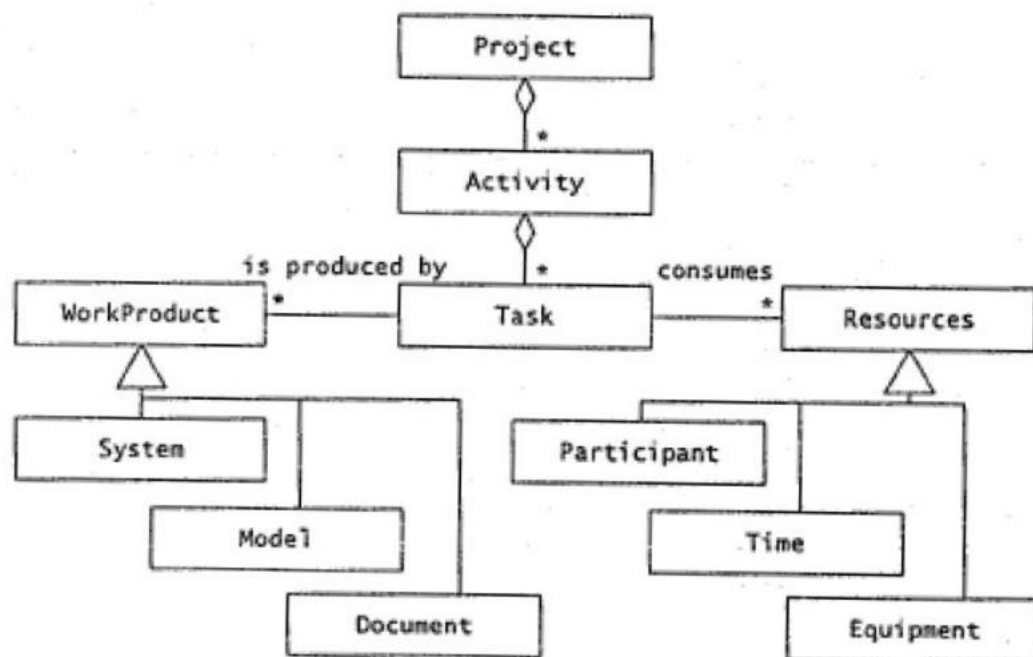 Project
*
Activity
is produced by
*
consumes
WorkProduct
*
Task
*
Resources
System
Participant
Model
Time
Document
Equipment